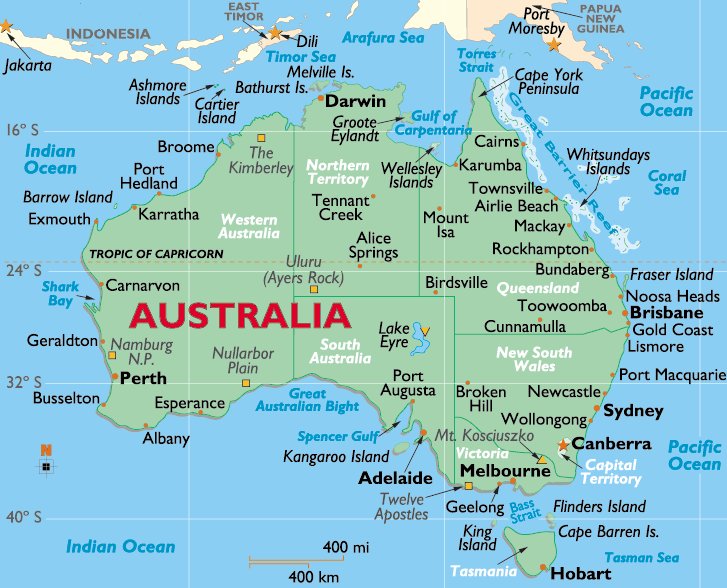 EAST
TIMOR
PAPUA
NEW
GUINEA
Port
Moresby
INDONESIA
Dili
Arafura Sea
Jakarta
Timor Sea
Torres
Strait
Melville Is.
Bathurst Is.
Ashmore
Islands
Cartier
Island
Cape York
Peninsula
Pacific
Ocean
Darwin
Groote
Eylandt
Gulf of
Carpentaria
Great Barrier Reef
16° S
Indian
Ocean
Broome
The
Kimberley
Cairns
Whitsundays
Islands
Coral
Sea
Northern
Territory
Wellesley
Islands
Karumba
Port
Hedland
Barrow Island
Exmouth
Karratha
Tennant
Creek
Townsville
Airlie Beach
Mount
Isa
Mackay
Western
Australia
TROPIC OF CAPRICORN
Alice
Springs
Rockhampton
24° S
Uluru
(Ayers Rock)
Bundaberg
Fraser Island
Shark
Bay
Carnarvon
Birdsville
Queensland
Noosa Heads
Toowoomba
Brisbane
AUSTRALIA
Lake
Eyre
Cunnamulla
Gold Coast
Lismore
Geraldton
Namburg
N.P.
Nullarbor
Plain
South
Australia
New South
Wales
32° S
Perth
Port
Augusta
Port Macquarie
Busselton
Esperance
Great
Australian Bight
Broken
Hill
Newcastle
Sydney
Wollongong
Albany
Spencer Gulf
Mt. Kosciuszko
Canberra
Pacific
Ocean
N
Kangaroo Island
Victoria
Capital
Territory
Adelaide
Melbourne
Twelve
Apostles
Geelong
Bass
Strait
Flinders Island
40° S
King
Island
Cape Barren Is.
Indian Ocean
400 mi
400 km
Tasmania
Tasman Sea
Hobart